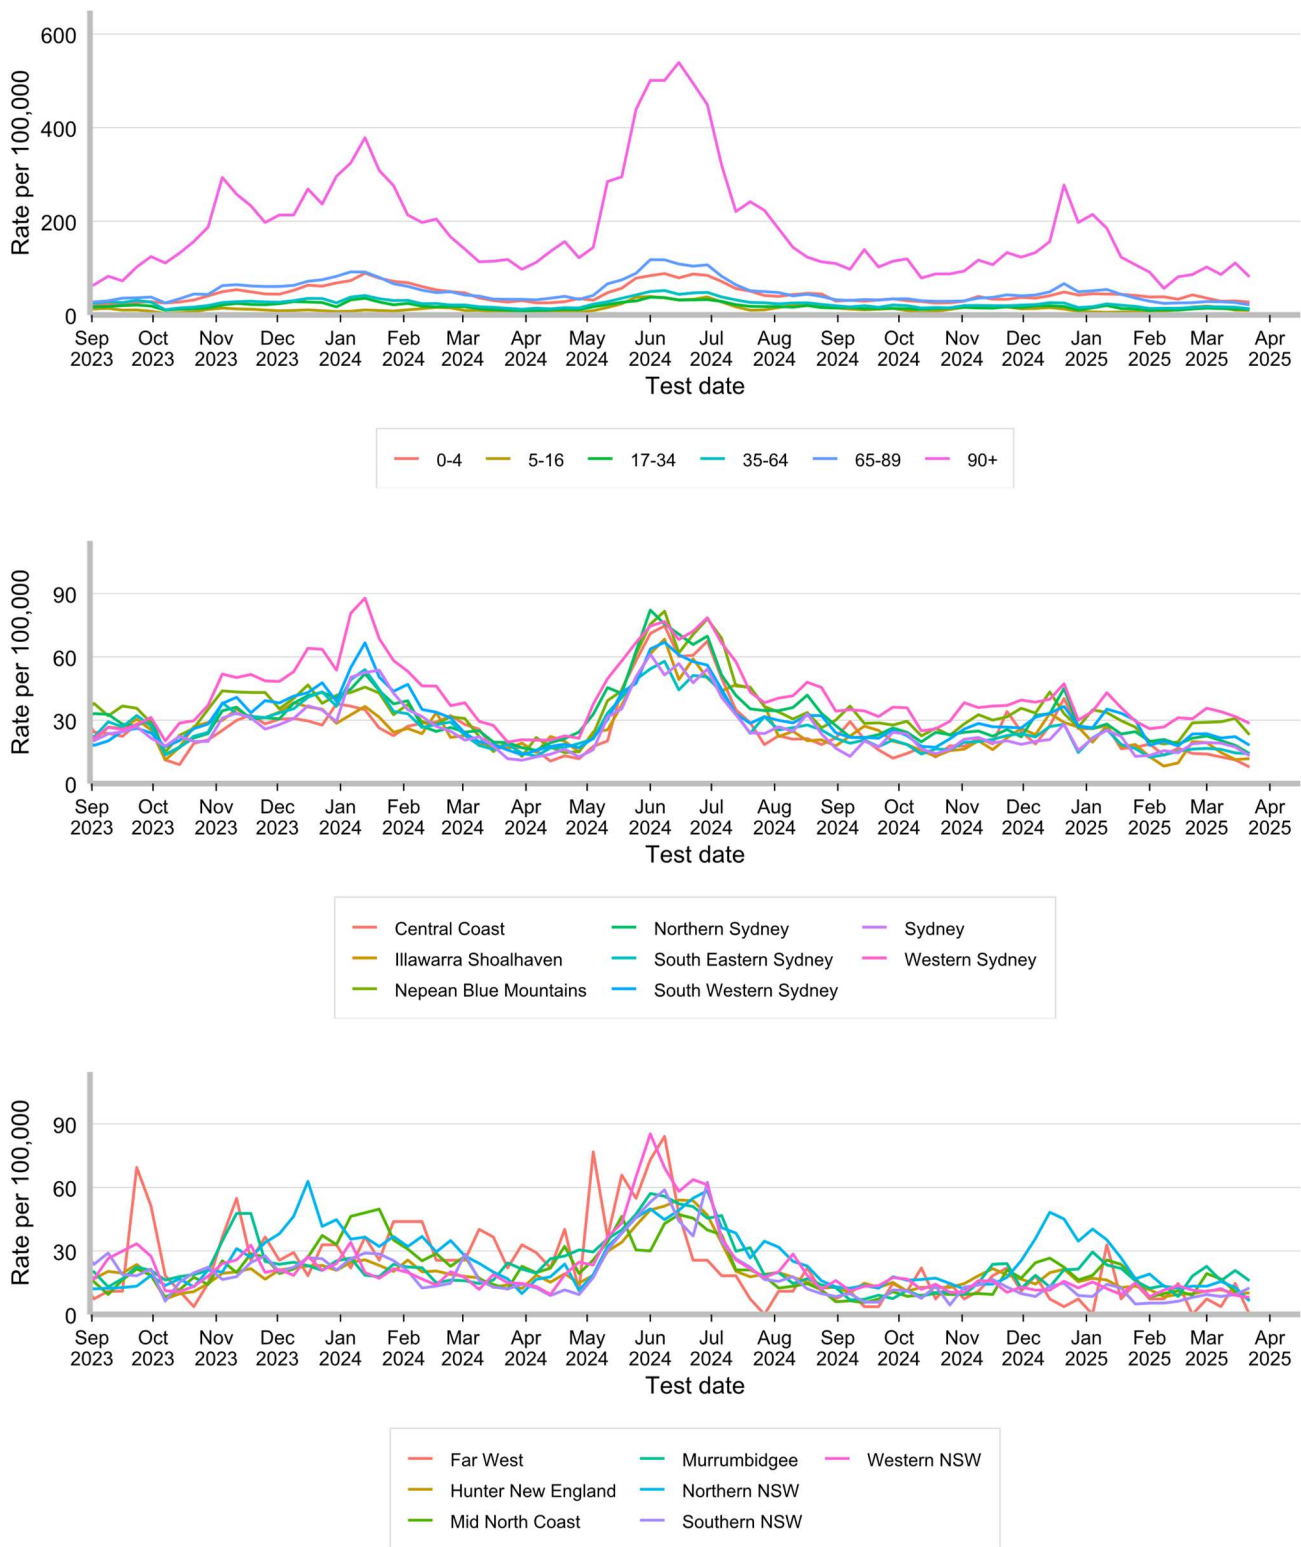 Rate per 100,000
600
400
200
0
Sep Oct Nov Dec Jan Feb Mar Apr May Jun Jul Aug Sep Oct Nov Dec Jan Feb Mar Apr
2023 2023 2023 2023 2024 2024 2024 2024 2024 2024 2024 2024 2024 2024 2024 2024 2025 2025 2025 2025
Test date
0-4 5-16 17-34 35-64 65-89 90+
Rate per 100,000
90
60
30
0
Sep Oct Nov Dec Jan Feb Mar Apr May Jun Jul Aug Sep Oct Nov Dec Jan Feb Mar Apr
2023 2023 2023 2023 2024 2024 2024 2024 2024 2024 2024 2024 2024 2024 2024 2024 2025 2025 2025 2025
Test date
Central Coast Northern Sydney Sydney
Illawarra Shoalhaven South Eastern Sydney Western Sydney
Nepean Blue Mountains South Western Sydney
Rate per 100,000
90
60
30
0
Sep Oct Nov Dec Jan Feb Mar Apr May Jun Jul Aug Sep Oct Nov Dec Jan Feb Mar Apr
2023 2023 2023 2023 2024 2024 2024 2024 2024 2024 2024 2024 2024 2024 2024 2024 2025 2025 2025 2025
Test date
Far West Murrumbidgee Western NSW
Hunter New England Northern NSW
Mid North Coast Southern NSW